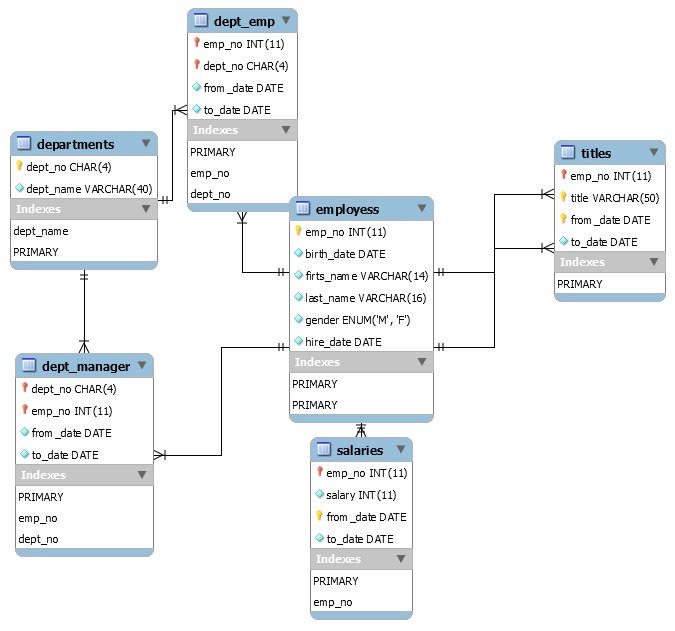 dept_emp
emp_no INT(11)
dept_no CHAR(4)
from_date DATE
to_date DATE
Indexes
PRIMARY
emp_no
dept_no
departments
dept_no CHAR(4)
dept_name VARCHAR(40)
Indexes
dept_name
PRIMARY
employess
emp_no INT(11)
birth_date DATE
firts_name VARCHAR(14)
last_name VARCHAR(16)
gender ENUM('M', 'F')
hire_date DATE
Indexes
PRIMARY
PRIMARY
titles
emp_no INT(11)
title VARCHAR(50)
from_date DATE
to_date DATE
Indexes
PRIMARY
dept_manager
dept_no CHAR(4)
emp_no INT(11)
from_date DATE
to_date DATE
Indexes
PRIMARY
emp_no
dept_no
salaries
emp_no INT(11)
salary INT(11)
from_date DATE
to_date DATE
Indexes
PRIMARY
emp_no